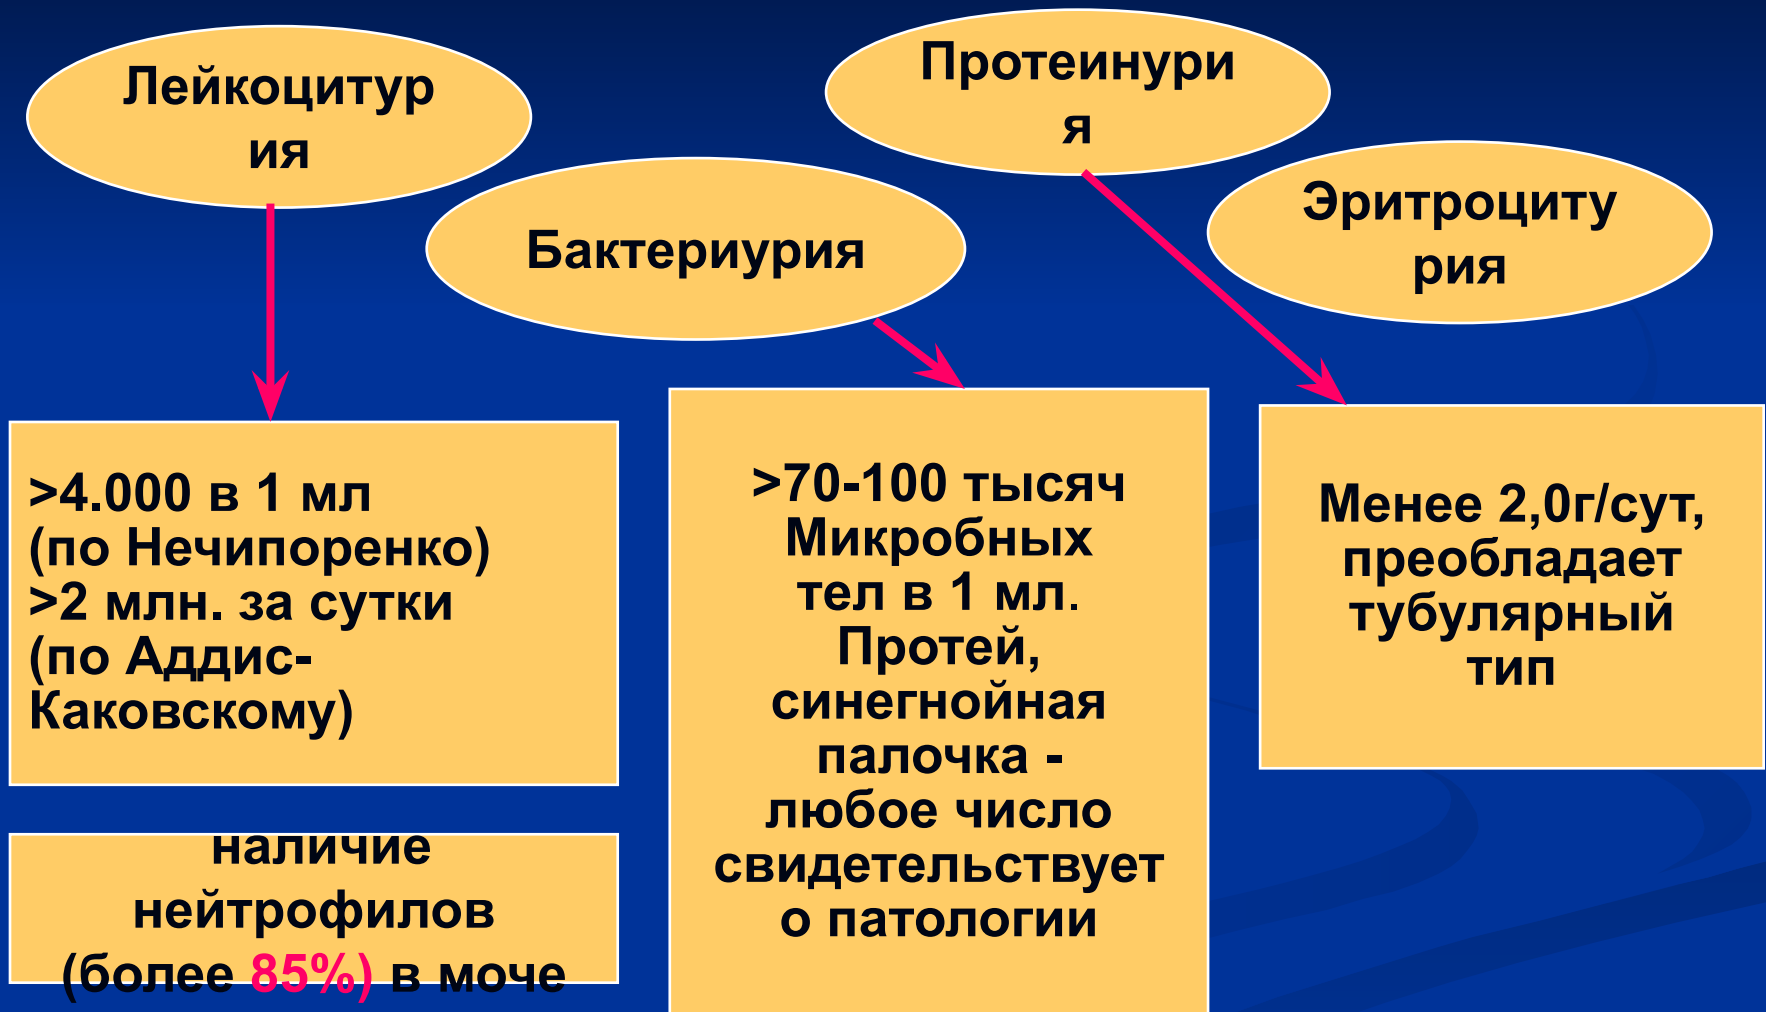 Лейкоцитур
ия
Протеинури
я
Бактериурия
Эритроциту
рия
>4.000 в 1 мл
(по Нечипоренко)
>2 млн. за сутки
(по Аддис-
Каковскому)
наличие
нейтрофилов
(более 85%) в моче
>70-100 тысяч
Микробных
тел в 1 мл.
Протей,
синегнойная
палочка -
любое число
свидетельствует
о патологии
Менее 2,0г/сут,
преобладает
тубулярный
тип